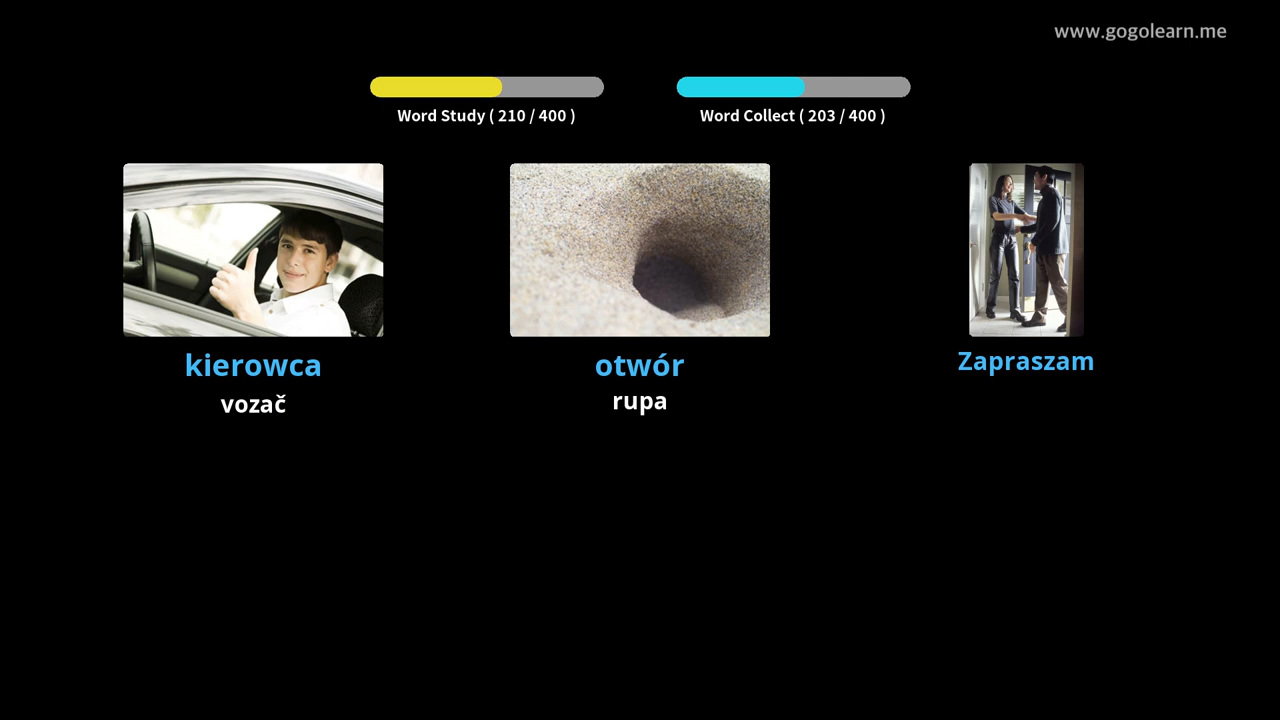 www.gogolearn.me
Word Study ( 210 / 400 )
Word Collect ( 203 / 400 )
kierowca
vozač
otwór
rupa
Zapraszam